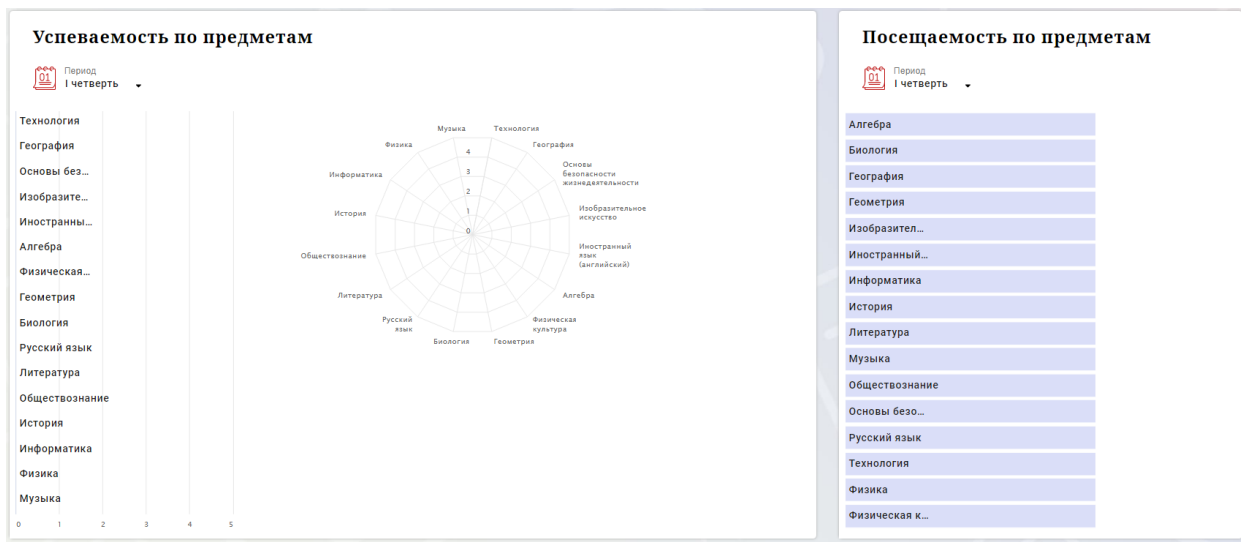 Успеваемость по предметам
01
Период
I четверть
Технология
География
Основы без...
Изобразите...
Иностранны...
Алгебра
Физическая...
Геометрия
Биология
Русский язык
Литература
Обществознание
История
Информатика
Физика
Музыка
0 1 2 3 4 5
Музыка
Технология
География
Основы
безопасности
жизнедеятельности
Изобразительное
искусство
Иностранный
язык
(английский)
Алгебра
Физическая
культура
Геометрия
Биология
Русский
язык
Литература
Обществознание
История
Информатика
Физика
4
3
2
1
0
Посещаемость по предметам
01
Период
I четверть
Алгебра
Биология
География
Геометрия
Изобразител...
Иностранный...
Информатика
История
Литература
Музыка
Обществознание
Основы безо...
Русский язык
Технология
Физика
Физическая к...